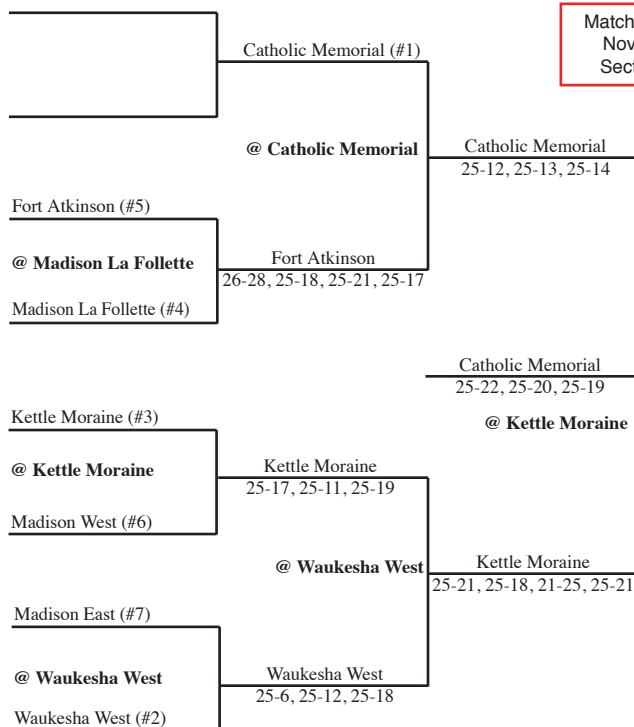 Match
Nov
Sect
Catholic Memorial (#1)
@ Catholic Memorial
Catholic Memorial
25-12, 25-13, 25-14
Fort Atkinson (#5)
@ Madison La Follette
Fort Atkinson
26-28, 25-18, 25-21, 25-17
Madison La Follette (#4)
Catholic Memorial
25-22, 25-20, 25-19
@ Kettle Moraine
Kettle Moraine (#3)
@ Kettle Moraine
Kettle Moraine
25-17, 25-11, 25-19
Madison West (#6)
@ Waukesha West
Kettle Moraine
25-21, 25-18, 21-25, 25-21
Madison East (#7)
@ Waukesha West
Waukesha West
25-6, 25-12, 25-18
Waukesha West (#2)